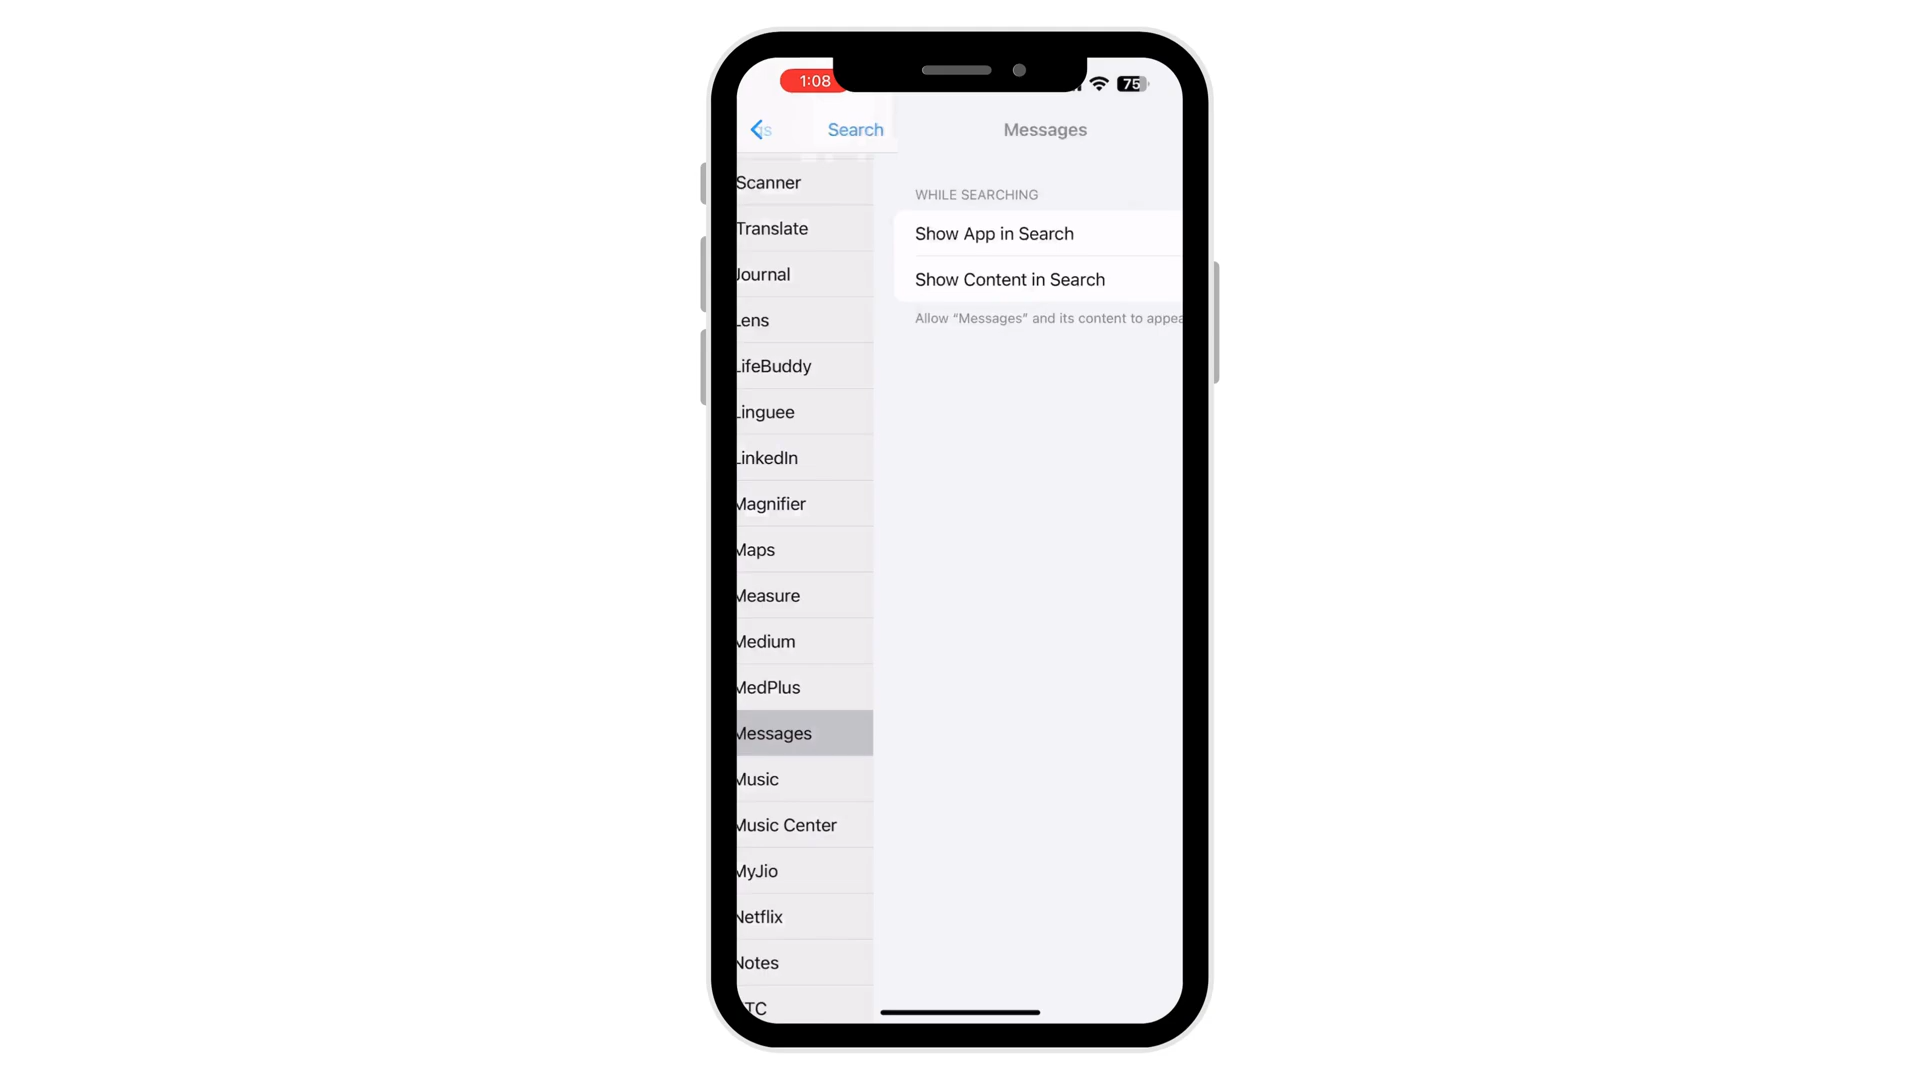 1:08
75
gs
Search
Messages
Scanner
Translate
Journal
Lens
LifeBuddy
Linguee
LinkedIn
Magnifier
Maps
Measure
Medium
MedPlus
Messages
Music
Music Center
MyJio
Netflix
Notes
TC
WHILE SEARCHING
Show App in Search
Show Content in Search
Allow “Messages” and its content to appea